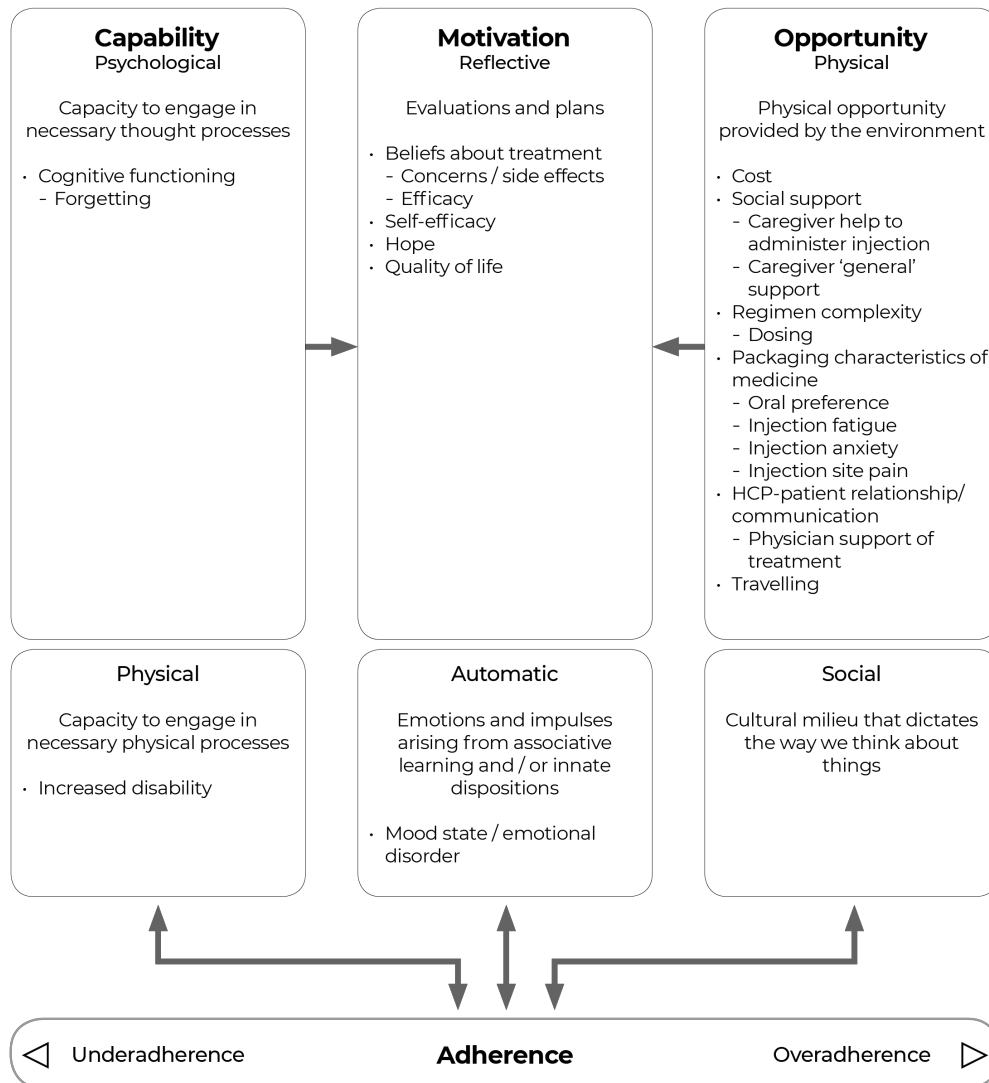 Capability
Psychological
Capacity to engage in
necessary thought processes
· Cognitive functioning
- Forgetting
Motivation
Reflective
Evaluations and plans
· Beliefs about treatment
- Concerns / side effects
- Efficacy
· Self-efficacy
· Hope
· Quality of life
Opportunity
Physical
Physical opportunity
provided by the environment
· Cost
· Social support
- Caregiver help to
administer injection
- Caregiver ‘general’
support
· Regimen complexity
- Dosing
· Packaging characteristics of
medicine
- Oral preference
- Injection fatigue
- Injection anxiety
- Injection site pain
· HCP-patient relationship/
communication
- Physician support of
treatment
· Travelling
Physical
Capacity to engage in
necessary physical processes
· Increased disability
Automatic
Emotions and impulses
arising from associative
learning and / or innate
dispositions
· Mood state / emotional
disorder
Social
Cultural milieu that dictates
the way we think about
things
Underadherence
Adherence
Overadherence